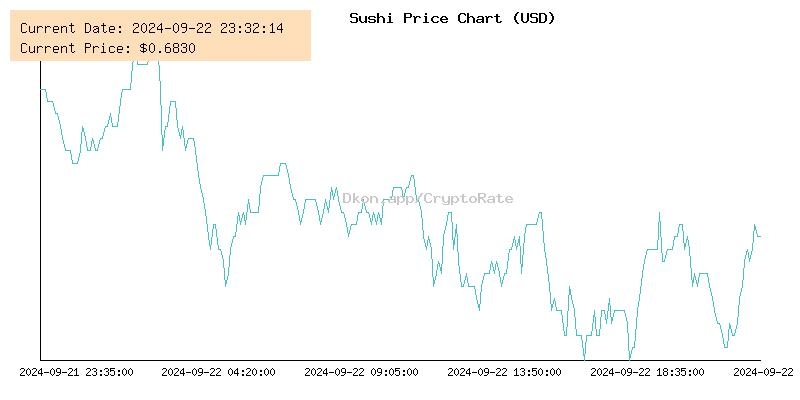 Sushi Price Chart (USD)
Current Date: 2024-09-22 23:32:14
Current Price: $0.6830
Dkon.app/CryptoRate
2024-09-21 23:35:00 2024-09-22 04:20:00 2024-09-22 09:05:00 2024-09-22 13:50:00 2024-09-22 18:35:00 2024-09-22